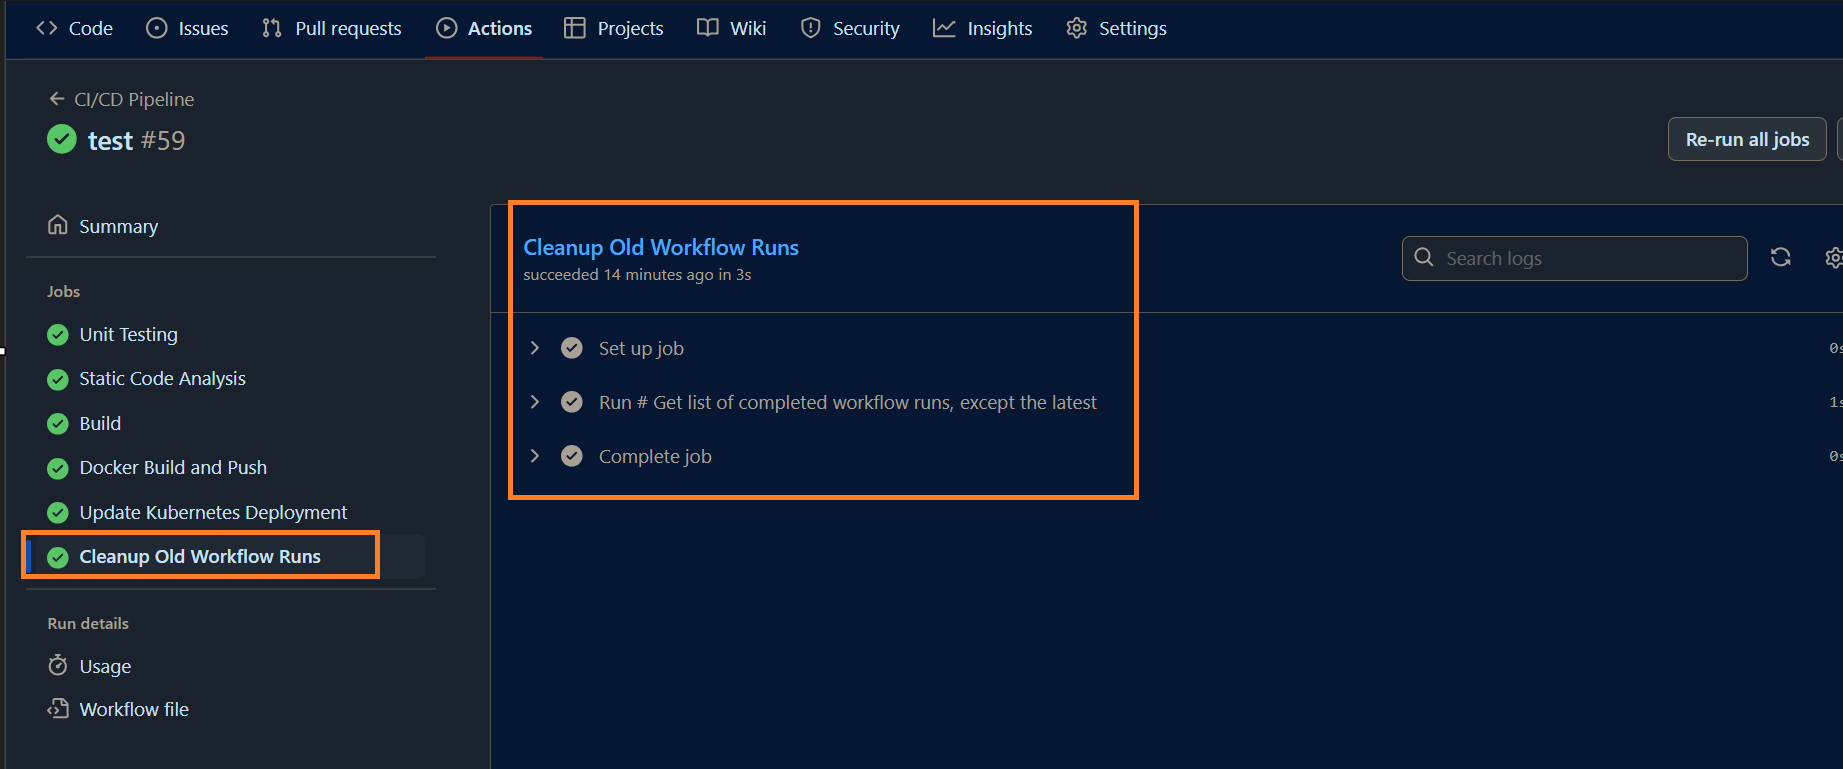 Code Issues Pull requests Actions Projects Wiki Security Insights Settings
CI/CD Pipeline
test #59
Re-run all jobs
Summary
Jobs
Unit Testing
Static Code Analysis
Build
Docker Build and Push
Update Kubernetes Deployment
Cleanup Old Workflow Runs
Run details
Usage
Workflow file
Cleanup Old Workflow Runs
succeeded 14 minutes ago in 3s
Search logs
Set up job 0s
Run # Get list of completed workflow runs, except the latest 1s
Complete job 0s